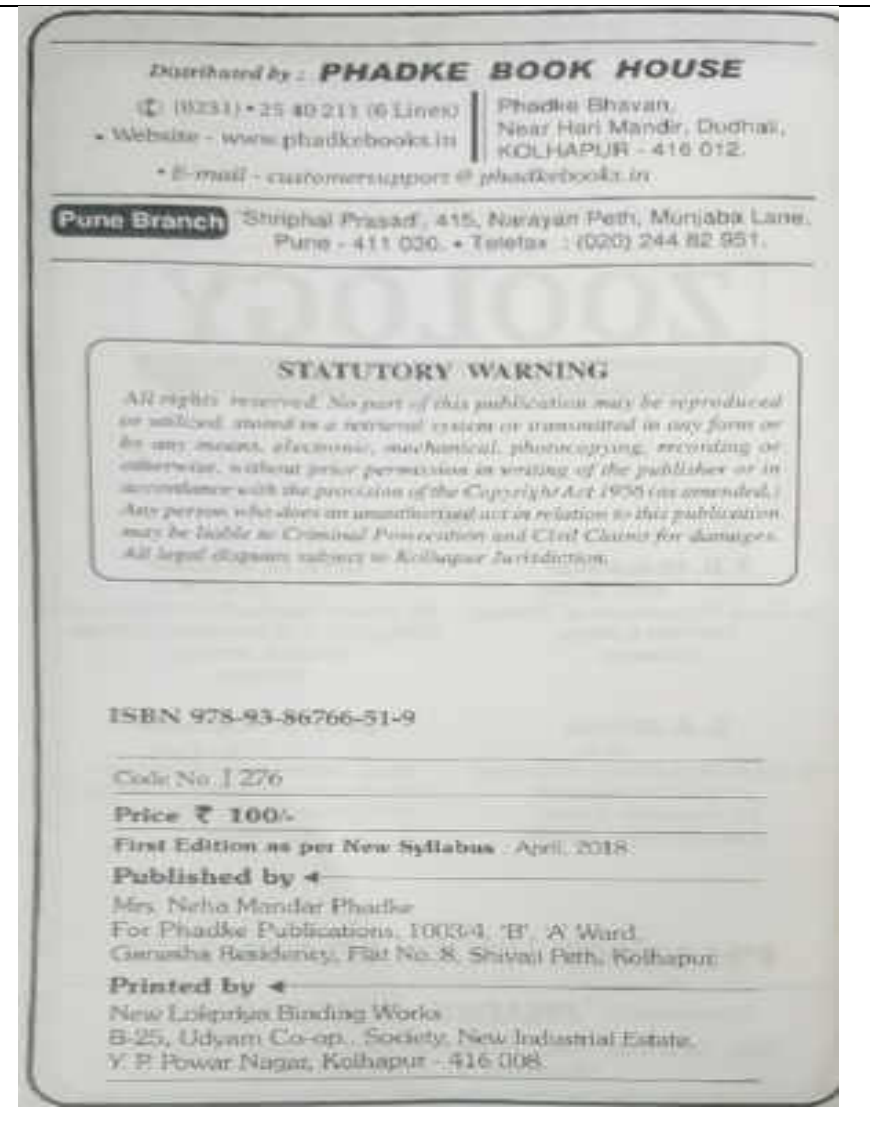 Distributed by : PHADKE BOOK HOUSE
✆ (0231) • 25 40 211 (6 Lines)
• Website - www.phadkebooks.in
Phadke Bhavan,
Near Hari Mandir, Dudhali,
KOLHAPUR - 416 012.
• E-mail - customersupport@phadkebooks.in
Pune Branch 'Shriphal Prasad', 415, Narayan Peth, Munjaba Lane,
Pune - 411 030. • Telefax : (020) 244 82 951.
ZOOLOGY
STATUTORY WARNING
All rights reserved. No part of this publication may be reproduced
or utilized, stored in a retrieval system or transmitted in any form or
by any means, electronic, mechanical, photocopying, recording or
otherwise, without prior permission in writing of the publisher or in
accordance with the provision of the Copyright Act 1956 (as amended.)
Any person who does an unauthorised act in relation to this publication
may be liable to Criminal Prosecution and Civil Claims for damages.
All legal disputes subject to Kolhapur Jurisdiction.
ISBN 978-93-86766-51-9
Code No. J 276
Price ₹ 100/-
First Edition as per New Syllabus : April, 2018
Published by ◄
Mrs. Neha Mandar Phadke
For Phadke Publications, 1003/4, 'B', 'A' Ward,
Ganesha Residency, Flat No. 8, Shivaji Peth, Kolhapur.
Printed by ◄
New Lokpriya Binding Works
B-25, Udyam Co-op. Society, New Industrial Estate,
Y. P. Powar Nagar, Kolhapur - 416 008.